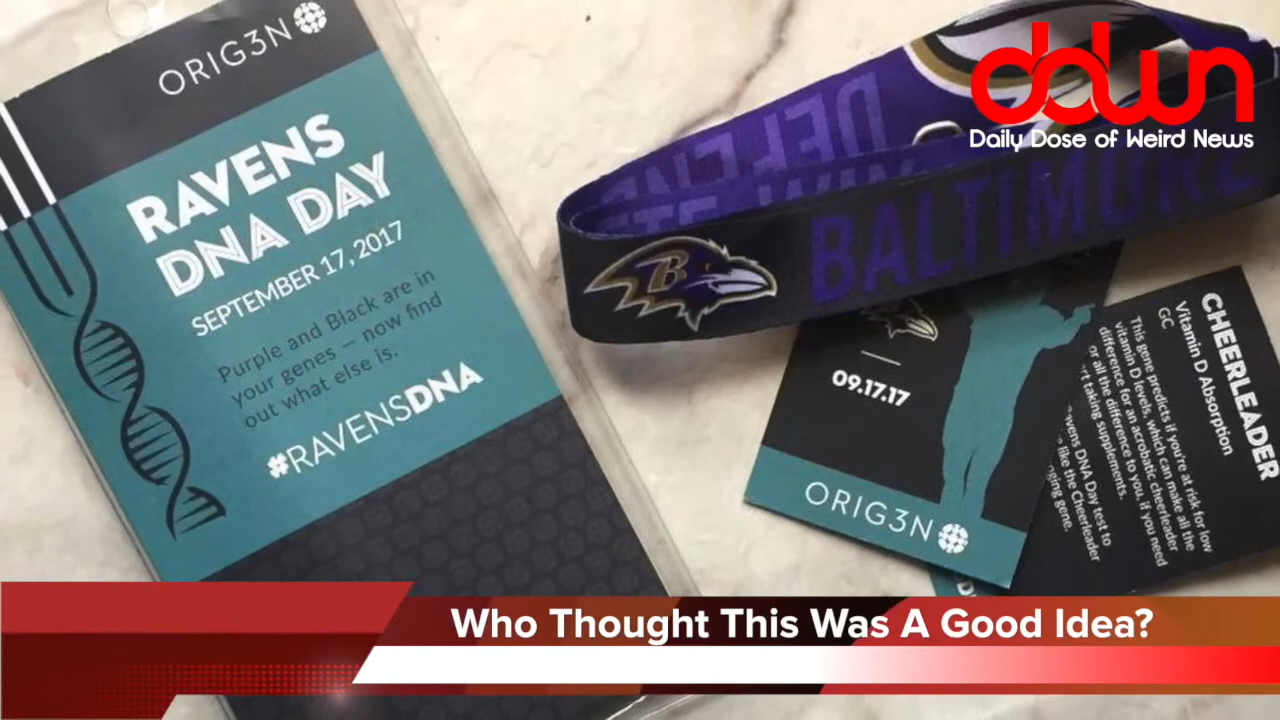 ORIG3N
RAVENS
DNA DAY
SEPTEMBER 17, 2017
Purple and Black are in
your genes – now find
out what else is.
#RAVENSDNA
BALTIMORE
B
09.17.17
ORIG3N
CHEERLEADER
Vitamin D Absorption
GC
This gene predicts if you're at risk for low
vitamin D levels, which can make all the
difference for an acrobatic cheerleader
or all the difference to you, if you need
taking supplements.
Ravens DNA Day test to
like the Cheerleader
gene.
ddwn
Daily Dose of Weird News
Who Thought This Was A Good Idea?